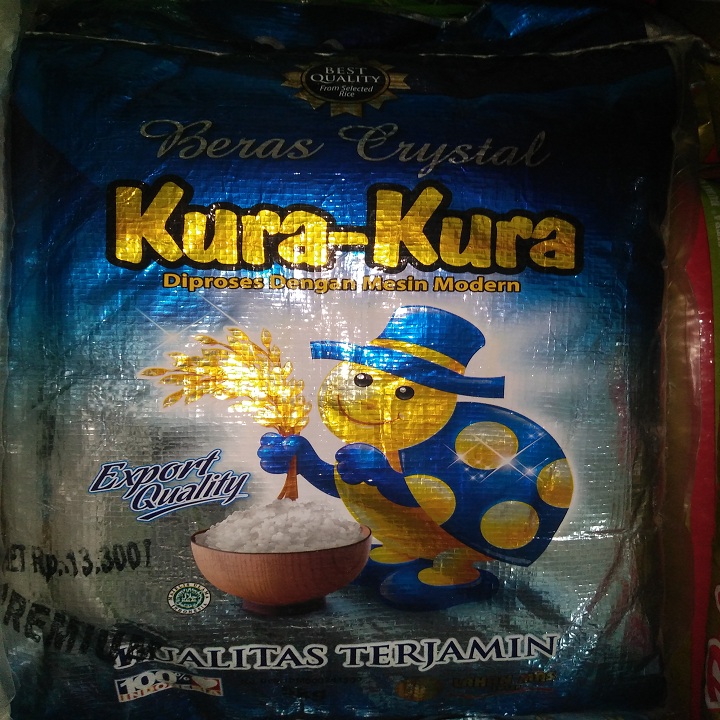 BEST
QUALITY
From Selected
Rice
Beras Crystal
Kura-Kura
Diproses Dengan Mesin Modern
Export
Quality
Rp.13.300
KUALITAS TERJAMIN
100%